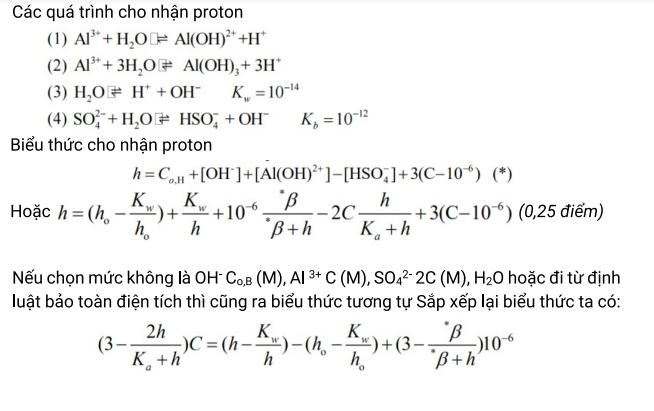 Các quá trình cho nhận proton
(1) Al³⁺ + H₂O ⇌ Al(OH)²⁺ +H⁺
(2) Al³⁺ + 3H₂O ⇌ Al(OH)₃ + 3H⁺
(3) H₂O ⇌ H⁺ + OH⁻ K_w = 10⁻¹⁴
(4) SO₄²⁻ + H₂O ⇌ HSO₄⁻ + OH⁻ K_b = 10⁻¹²
Biểu thức cho nhận proton
h = C_{o,H} + [OH⁻] + [Al(OH)²⁺] − [HSO₄⁻] + 3(C−10⁻⁶) (*)
Hoặc h = (h_o − K_w/h_o) + K_w/h + 10⁻⁶ *β/(*β + h) − 2C h/(K_a + h) + 3(C−10⁻⁶) (0,25 điểm)
Nếu chọn mức không là OH⁻ C_{o,B} (M), Al ³⁺ C (M), SO₄²⁻ 2C (M), H₂O hoặc đi từ định
luật bảo toàn điện tích thì cũng ra biểu thức tương tự Sắp xếp lại biểu thức ta có:
(3 − 2h/(K_a + h))C = (h − K_w/h) − (h_o − K_w/h_o) + (3 − *β/(*β + h))10⁻⁶